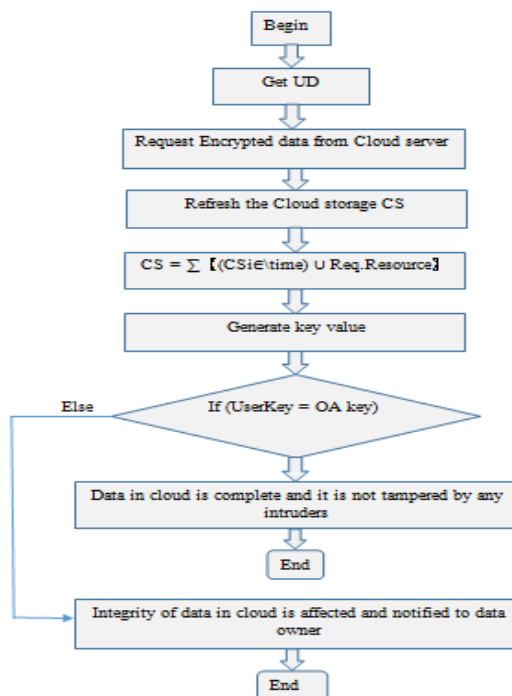 Begin
Get UD
Request Encrypted data from Cloud server
Refresh the Cloud storage CS
CS = ∑【(CSi∈\time) ∪ Req.Resource】
Generate key value
Else
If (UserKey = OA key)
Data in cloud is complete and it is not tampered by any
intruders
End
Integrity of data in cloud is affected and notified to data
owner
End